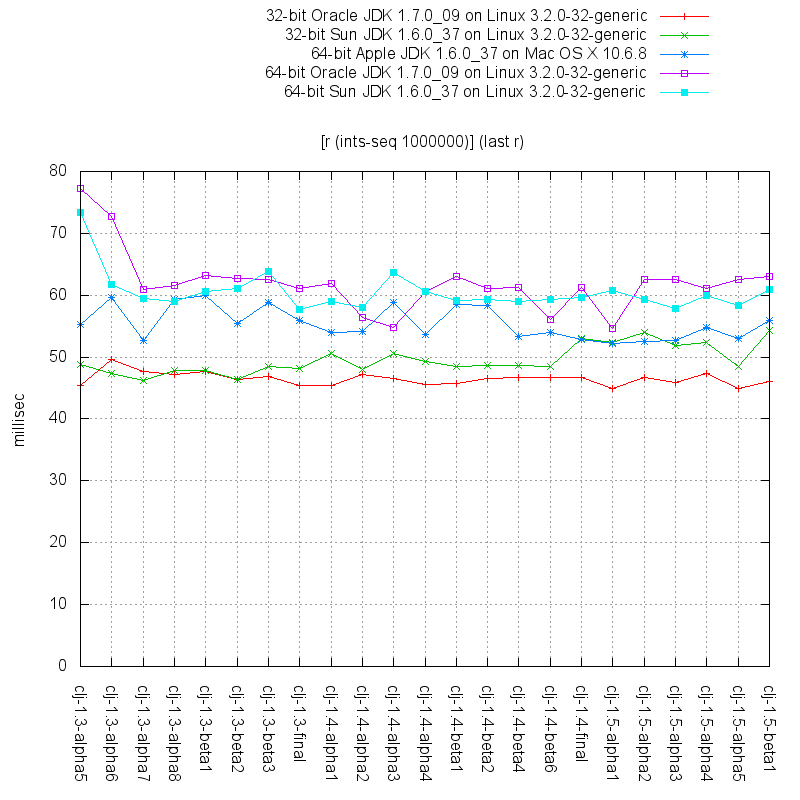 32-bit Oracle JDK 1.7.0_09 on Linux 3.2.0-32-generic
32-bit Sun JDK 1.6.0_37 on Linux 3.2.0-32-generic
64-bit Apple JDK 1.6.0_37 on Mac OS X 10.6.8
64-bit Oracle JDK 1.7.0_09 on Linux 3.2.0-32-generic
64-bit Sun JDK 1.6.0_37 on Linux 3.2.0-32-generic
[r (ints-seq 1000000)] (last r)
80
70
60
50
40
30
20
10
0
millisec
clj-1.3-alpha5
clj-1.3-alpha6
clj-1.3-alpha7
clj-1.3-alpha8
clj-1.3-beta1
clj-1.3-beta2
clj-1.3-beta3
clj-1.3-final
clj-1.4-alpha1
clj-1.4-alpha2
clj-1.4-alpha3
clj-1.4-alpha4
clj-1.4-beta1
clj-1.4-beta2
clj-1.4-beta4
clj-1.4-beta6
clj-1.4-final
clj-1.5-alpha1
clj-1.5-alpha2
clj-1.5-alpha3
clj-1.5-alpha4
clj-1.5-alpha5
clj-1.5-beta1